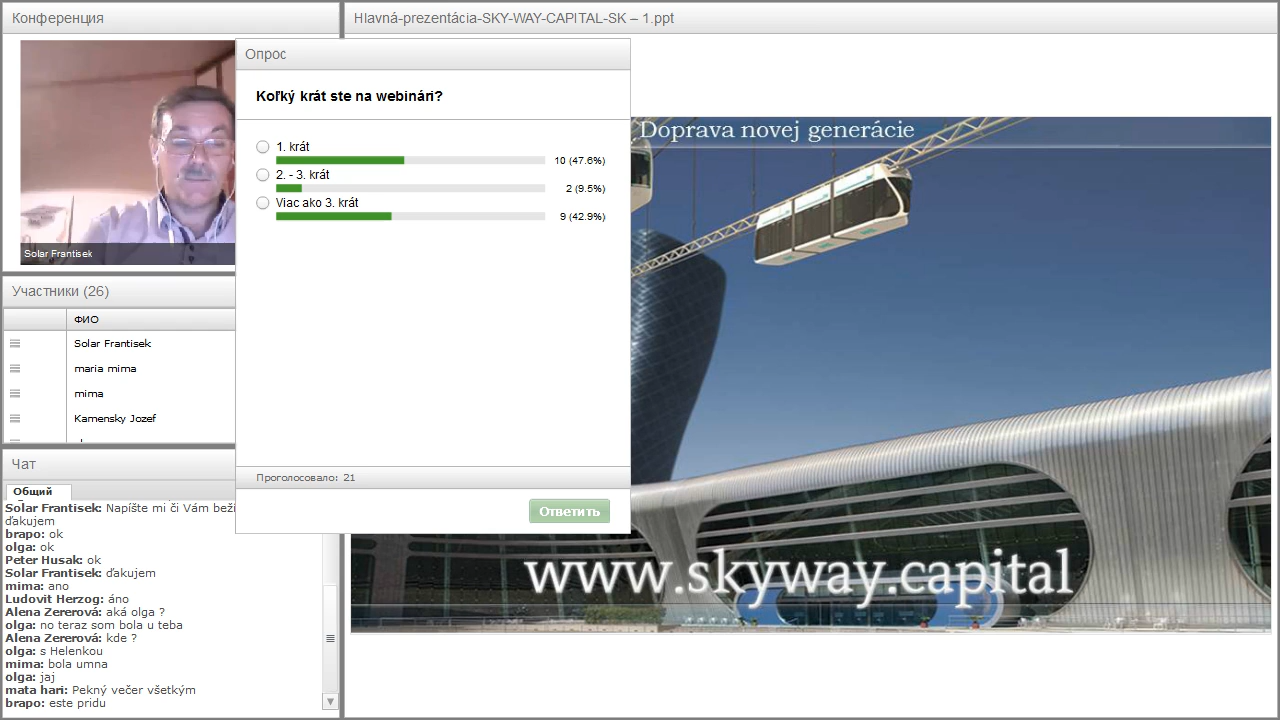 Конференция
Solar Frantisek
Участники (26)
ФИО
Solar Frantisek
maria mima
mima
Kamensky Jozef
Чат
Общий
Solar Frantisek: Napíšte mi či Vám beží
ďakujem
brapo: ok
olga: ok
Peter Husak: ok
Solar Frantisek: ďakujem
mima: ano
Ludovit Herzog: áno
Alena Zererová: aká olga ?
olga: no teraz som bola u teba
Alena Zererová: kde ?
olga: s Helenkou
mima: bola umna
olga: jaj
mata hari: Pekný večer všetkým
brapo: este pridu
Опрос
Koľký krát ste na webinári?
1. krát
10 (47.6%)
2. - 3. krát
2 (9.5%)
Viac ako 3. krát
9 (42.9%)
Проголосовало: 21
Ответить
Hlavná-prezentácia-SKY-WAY-CAPITAL-SK – 1.ppt
Doprava novej generácie
www.skyway.capital